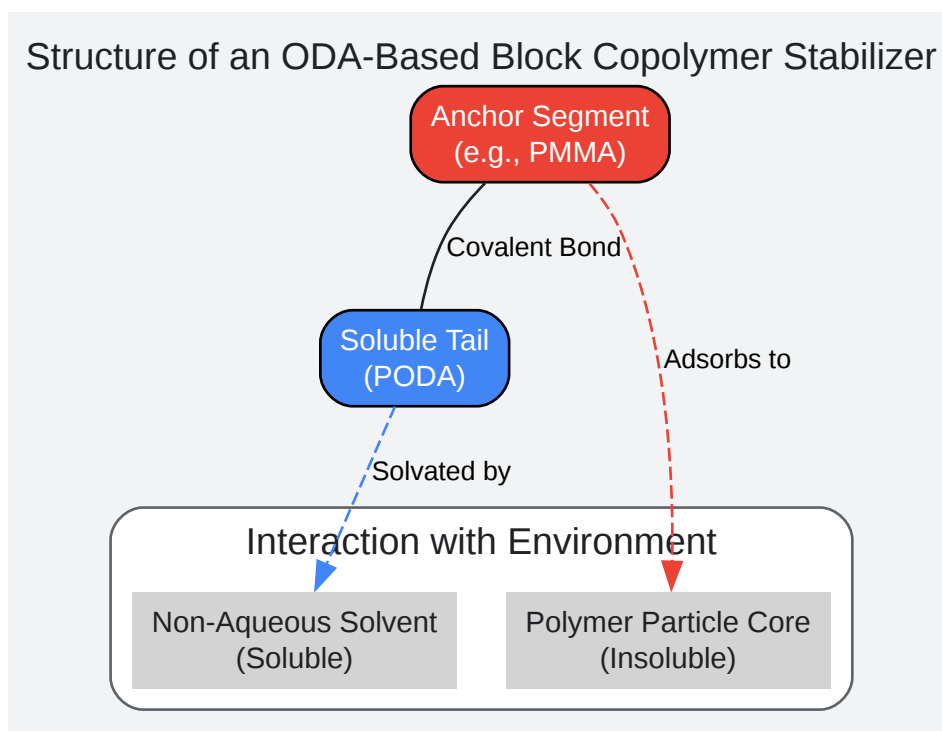 Structure of an ODA-Based Block Copolymer Stabilizer
Anchor Segment
(e.g., PMMA)
Covalent Bond
Soluble Tail
(PODA)
Adsorbs to
Solvated by
Interaction with Environment
Non-Aqueous Solvent
(Soluble)
Polymer Particle Core
(Insoluble)